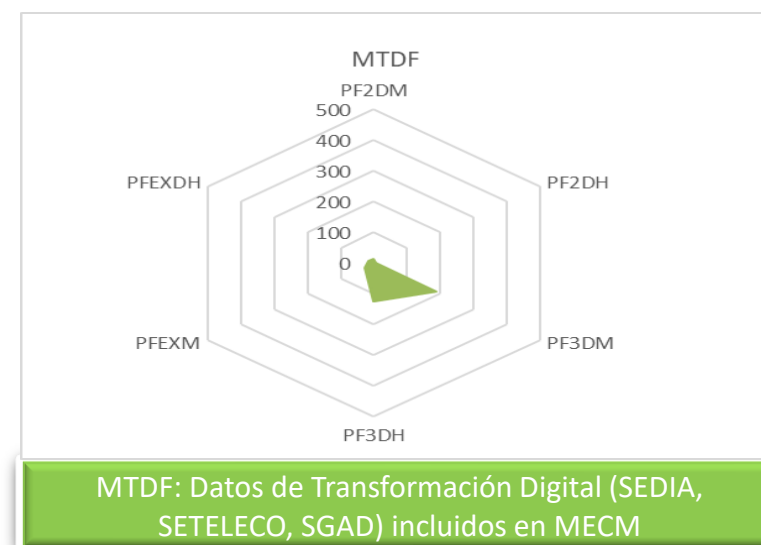 MTDF
PF2DM
500
400
300
200
100
0
PF2DH
PF3DM
PF3DH
PFEXM
PFEXDH
MTDF: Datos de Transformación Digital (SEDIA,
SETELECO, SGAD) incluidos en MECM